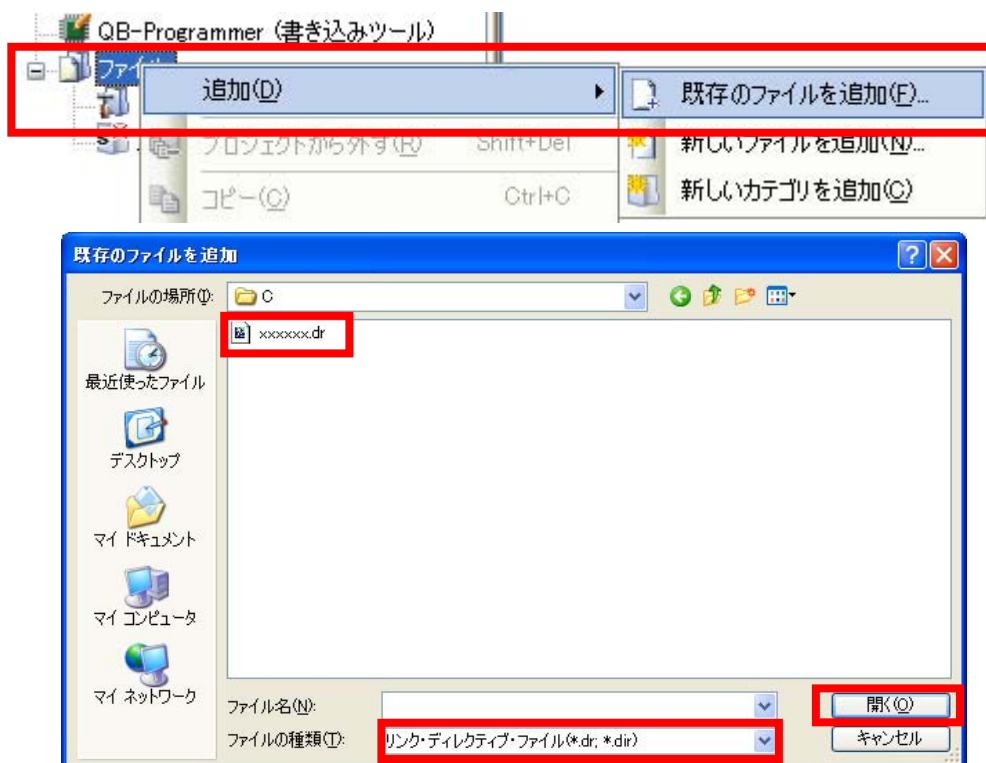 QB-Programmer (書き込みツール)
ファイル
追加(D)
既存のファイルを追加(F)...
プロジェクトから外す(R) Shift+Del
新しいファイルを追加(N)...
コピー(C) Ctrl+C
新しいカテゴリを追加(C)
既存のファイルを追加
ファイルの場所(I): C
xxxxxx.dr
最近使ったファイル
デスクトップ
マイ ドキュメント
マイ コンピュータ
マイ ネットワーク
ファイル名(N):
開く(O)
ファイルの種類(T): リンク・ディレクティブ・ファイル(*.dr; *.dir)
キャンセル